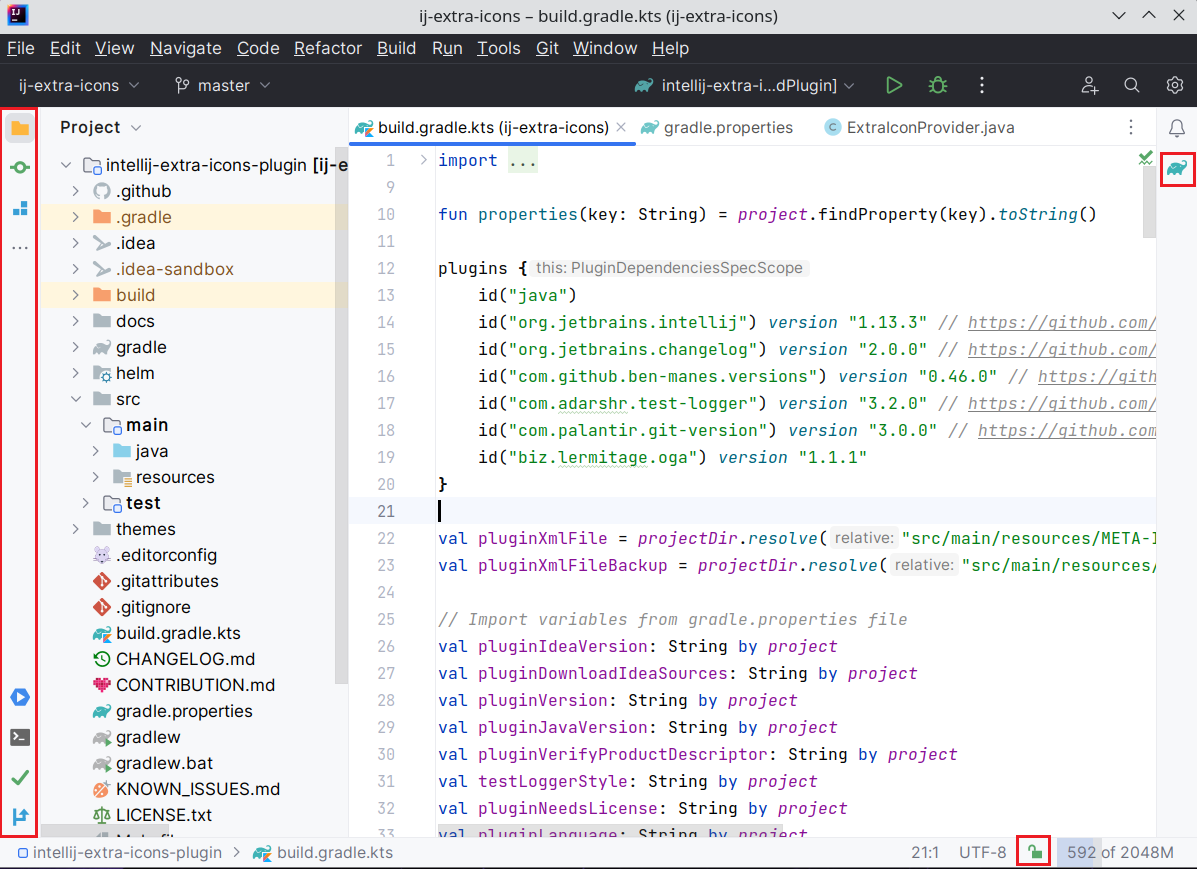 ij-extra-icons – build.gradle.kts (ij-extra-icons)
File Edit View Navigate Code Refactor Build Run Tools Git Window Help
ij-extra-icons master intellij-extra-i...dPlugin]
Project
intellij-extra-icons-plugin [ij-e
.github
.gradle
.idea
.idea-sandbox
build
docs
gradle
helm
src
main
java
resources
test
themes
.editorconfig
.gitattributes
.gitignore
build.gradle.kts
CHANGELOG.md
CONTRIBUTION.md
gradle.properties
gradlew
gradlew.bat
KNOWN_ISSUES.md
LICENSE.txt
build.gradle.kts (ij-extra-icons) gradle.properties ExtraIconProvider.java
1 import ...
9
10 fun properties(key: String) = project.findProperty(key).toString()
11
12 plugins { this: PluginDependenciesSpecScope
13 id("java")
14 id("org.jetbrains.intellij") version "1.13.3" // https://github.com/
15 id("org.jetbrains.changelog") version "2.0.0" // https://github.com/
16 id("com.github.ben-manes.versions") version "0.46.0" // https://gith
17 id("com.adarshr.test-logger") version "3.2.0" // https://github.com/
18 id("com.palantir.git-version") version "3.0.0" // https://github.com
19 id("biz.lermitage.oga") version "1.1.1"
20 }
21
22 val pluginXmlFile = projectDir.resolve( relative: "src/main/resources/META-I
23 val pluginXmlFileBackup = projectDir.resolve( relative: "src/main/resources/
24
25 // Import variables from gradle.properties file
26 val pluginIdeaVersion: String by project
27 val pluginDownloadIdeaSources: String by project
28 val pluginVersion: String by project
29 val pluginJavaVersion: String by project
30 val pluginVerifyProductDescriptor: String by project
31 val testLoggerStyle: String by project
32 val pluginNeedsLicense: String by project
33 val pluginLanguage: String by project
intellij-extra-icons-plugin build.gradle.kts 21:1 UTF-8 592 of 2048M